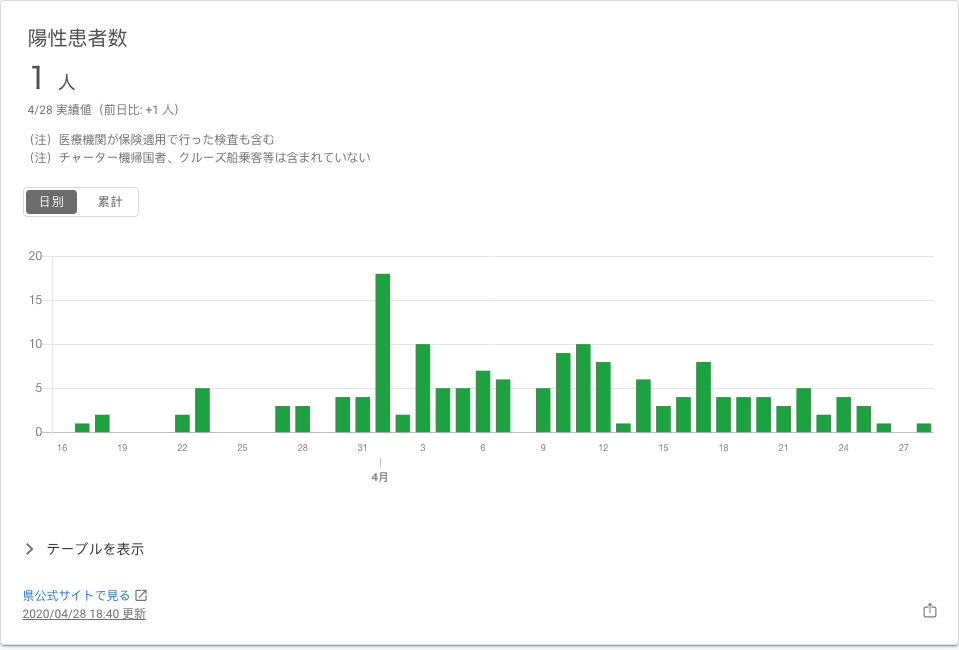 陽性患者数
1 人
4/28 実績値（前日比: +1 人）
（注）医療機関が保険適用で行った検査も含む
（注）チャーター機帰国者、クルーズ船乗客等は含まれていない
日別 累計
20
15
10
5
0
16 19 22 25 28 31 3 6 9 12 15 18 21 24 27
4月
テーブルを表示
県公式サイトで見る
2020/04/28 18:40 更新